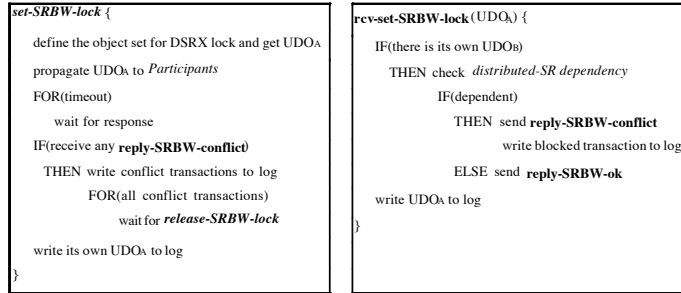 set-SRBW-lock {
define the object set for DSRX lock and get UDOA
propagate UDOA to Participants
FOR(timeout)
wait for response
IF(receive any reply-SRBW-conflict)
THEN write conflict transactions to log
FOR(all conflict transactions)
wait for release-SRBW-lock
write its own UDOA to log
}
rcv-set-SRBW-lock(UDOA) {
IF(there is its own UDOB)
THEN check distributed-SR dependency
IF(dependent)
THEN send reply-SRBW-conflict
write blocked transaction to log
ELSE send reply-SRBW-ok
write UDOA to log
}